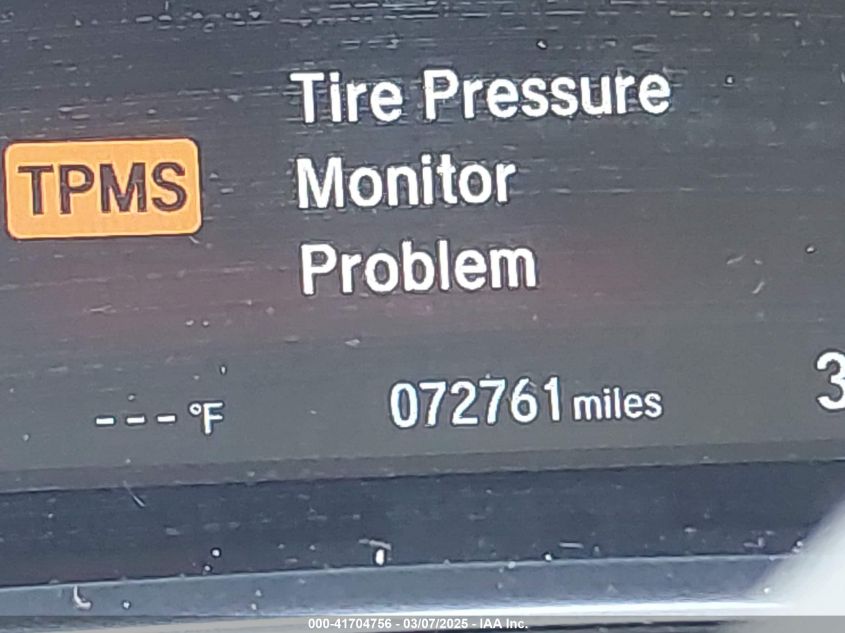 Tire Pressure
TPMS
Monitor
Problem
---°F 072761 miles 3
000-41704756 - 03/07/2025 - IAA Inc.